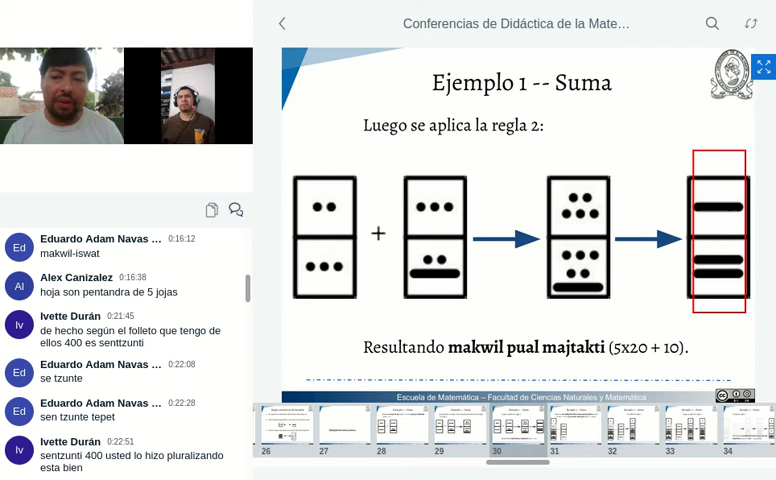 Conferencias de Didáctica de la Mate...
Ejemplo 1 -- Suma
Luego se aplica la regla 2:
+
Resultando makwil pual majtakti (5x20 + 10).
Escuela de Matemática – Facultad de Ciencias Naturales y Matemática
Ed
Eduardo Adam Navas ... 0:16:12
makwil-iswat
Al
Alex Canizalez 0:16:38
hoja son pentandra de 5 jojas
Iv
Ivette Durán 0:21:45
de hecho según el folleto que tengo de
ellos 400 es senttzunti
Ed
Eduardo Adam Navas ... 0:22:08
se tzunte
Ed
Eduardo Adam Navas ... 0:22:28
sen tzunte tepet
Iv
Ivette Durán 0:22:51
sentzunti 400 usted lo hizo pluralizando
esta bien
26 27 28 29 30 31 32 33 34